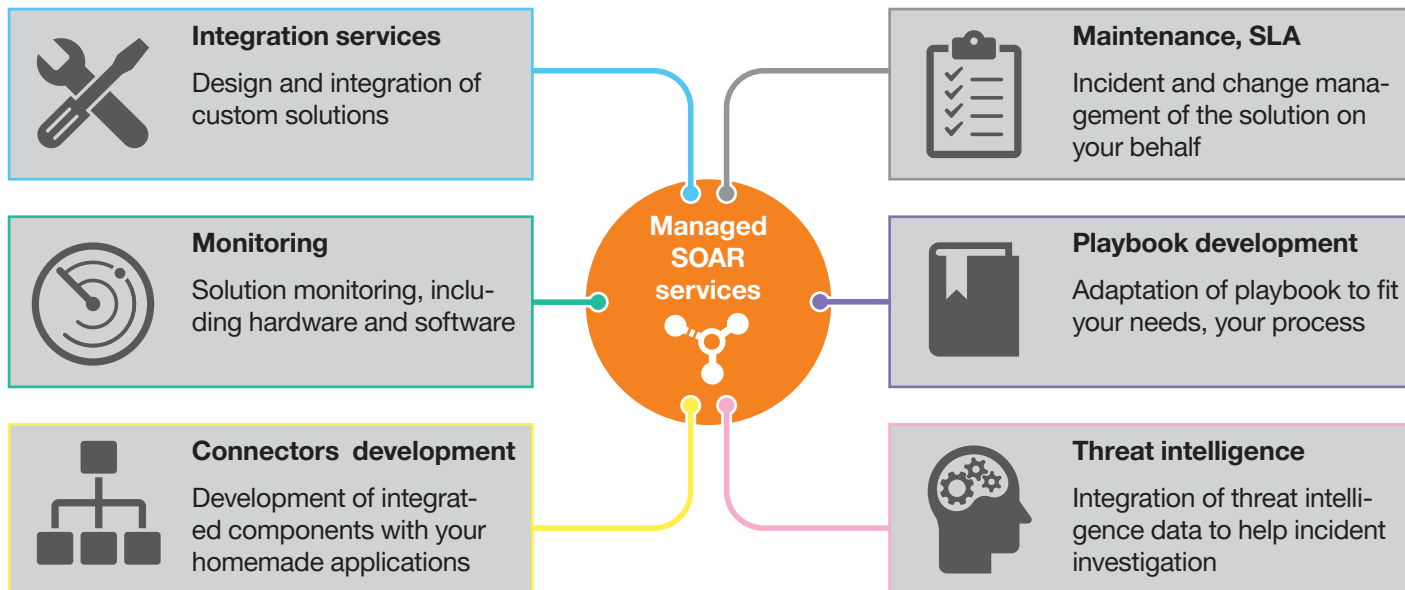 Integration services
Design and integration of
custom solutions
Monitoring
Solution monitoring, inclu-
ding hardware and software
Connectors development
Development of integrat-
ed components with your
homemade applications
Managed
SOAR
services
Maintenance, SLA
Incident and change mana-
gement of the solution on
your behalf
Playbook development
Adaptation of playbook to fit
your needs, your process
Threat intelligence
Integration of threat intelli-
gence data to help incident
investigation